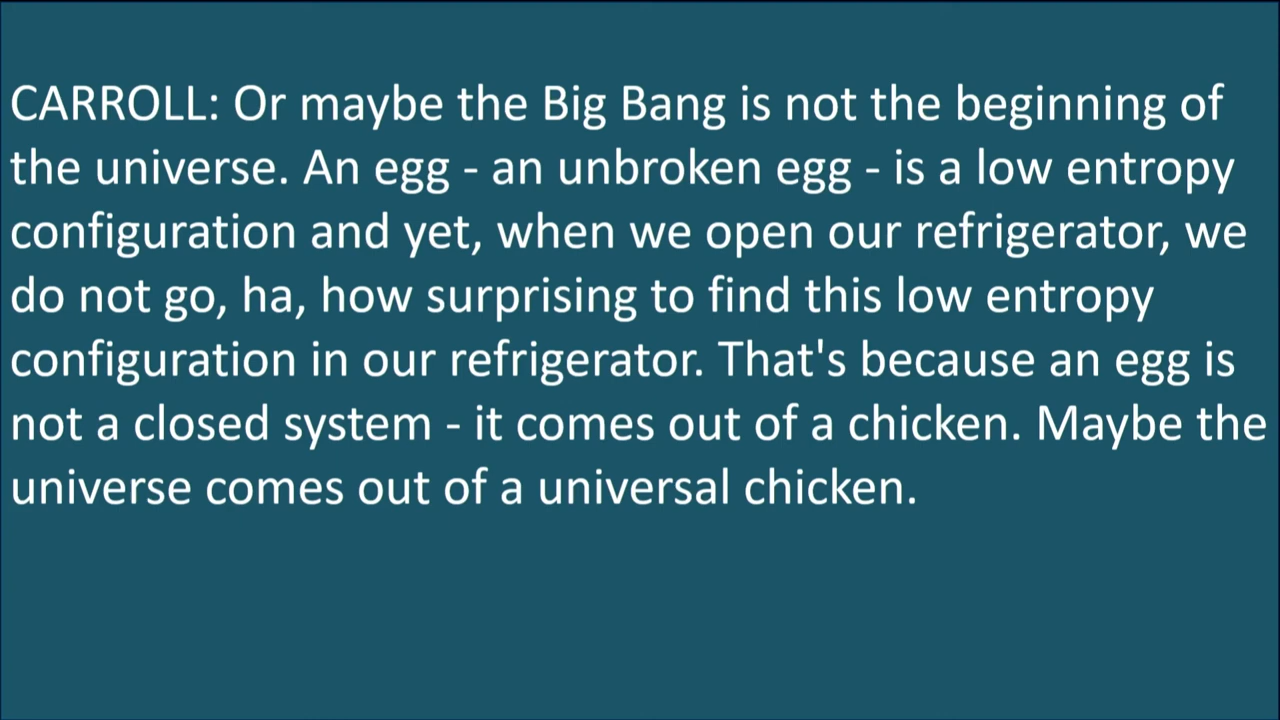 CARROLL: Or maybe the Big Bang is not the beginning of
the universe. An egg - an unbroken egg - is a low entropy
configuration and yet, when we open our refrigerator, we
do not go, ha, how surprising to find this low entropy
configuration in our refrigerator. That's because an egg is
not a closed system - it comes out of a chicken. Maybe the
universe comes out of a universal chicken.